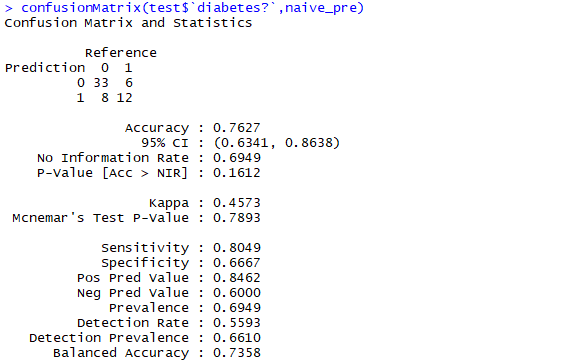 > confusionMatrix(test$`diabetes?`,naive_pre)
Confusion Matrix and Statistics
Reference
Prediction 0 1
0 33 6
1 8 12
Accuracy : 0.7627
95% CI : (0.6341, 0.8638)
No Information Rate : 0.6949
P-Value [Acc > NIR] : 0.1612
Kappa : 0.4573
Mcnemar's Test P-Value : 0.7893
Sensitivity : 0.8049
Specificity : 0.6667
Pos Pred Value : 0.8462
Neg Pred Value : 0.6000
Prevalence : 0.6949
Detection Rate : 0.5593
Detection Prevalence : 0.6610
Balanced Accuracy : 0.7358